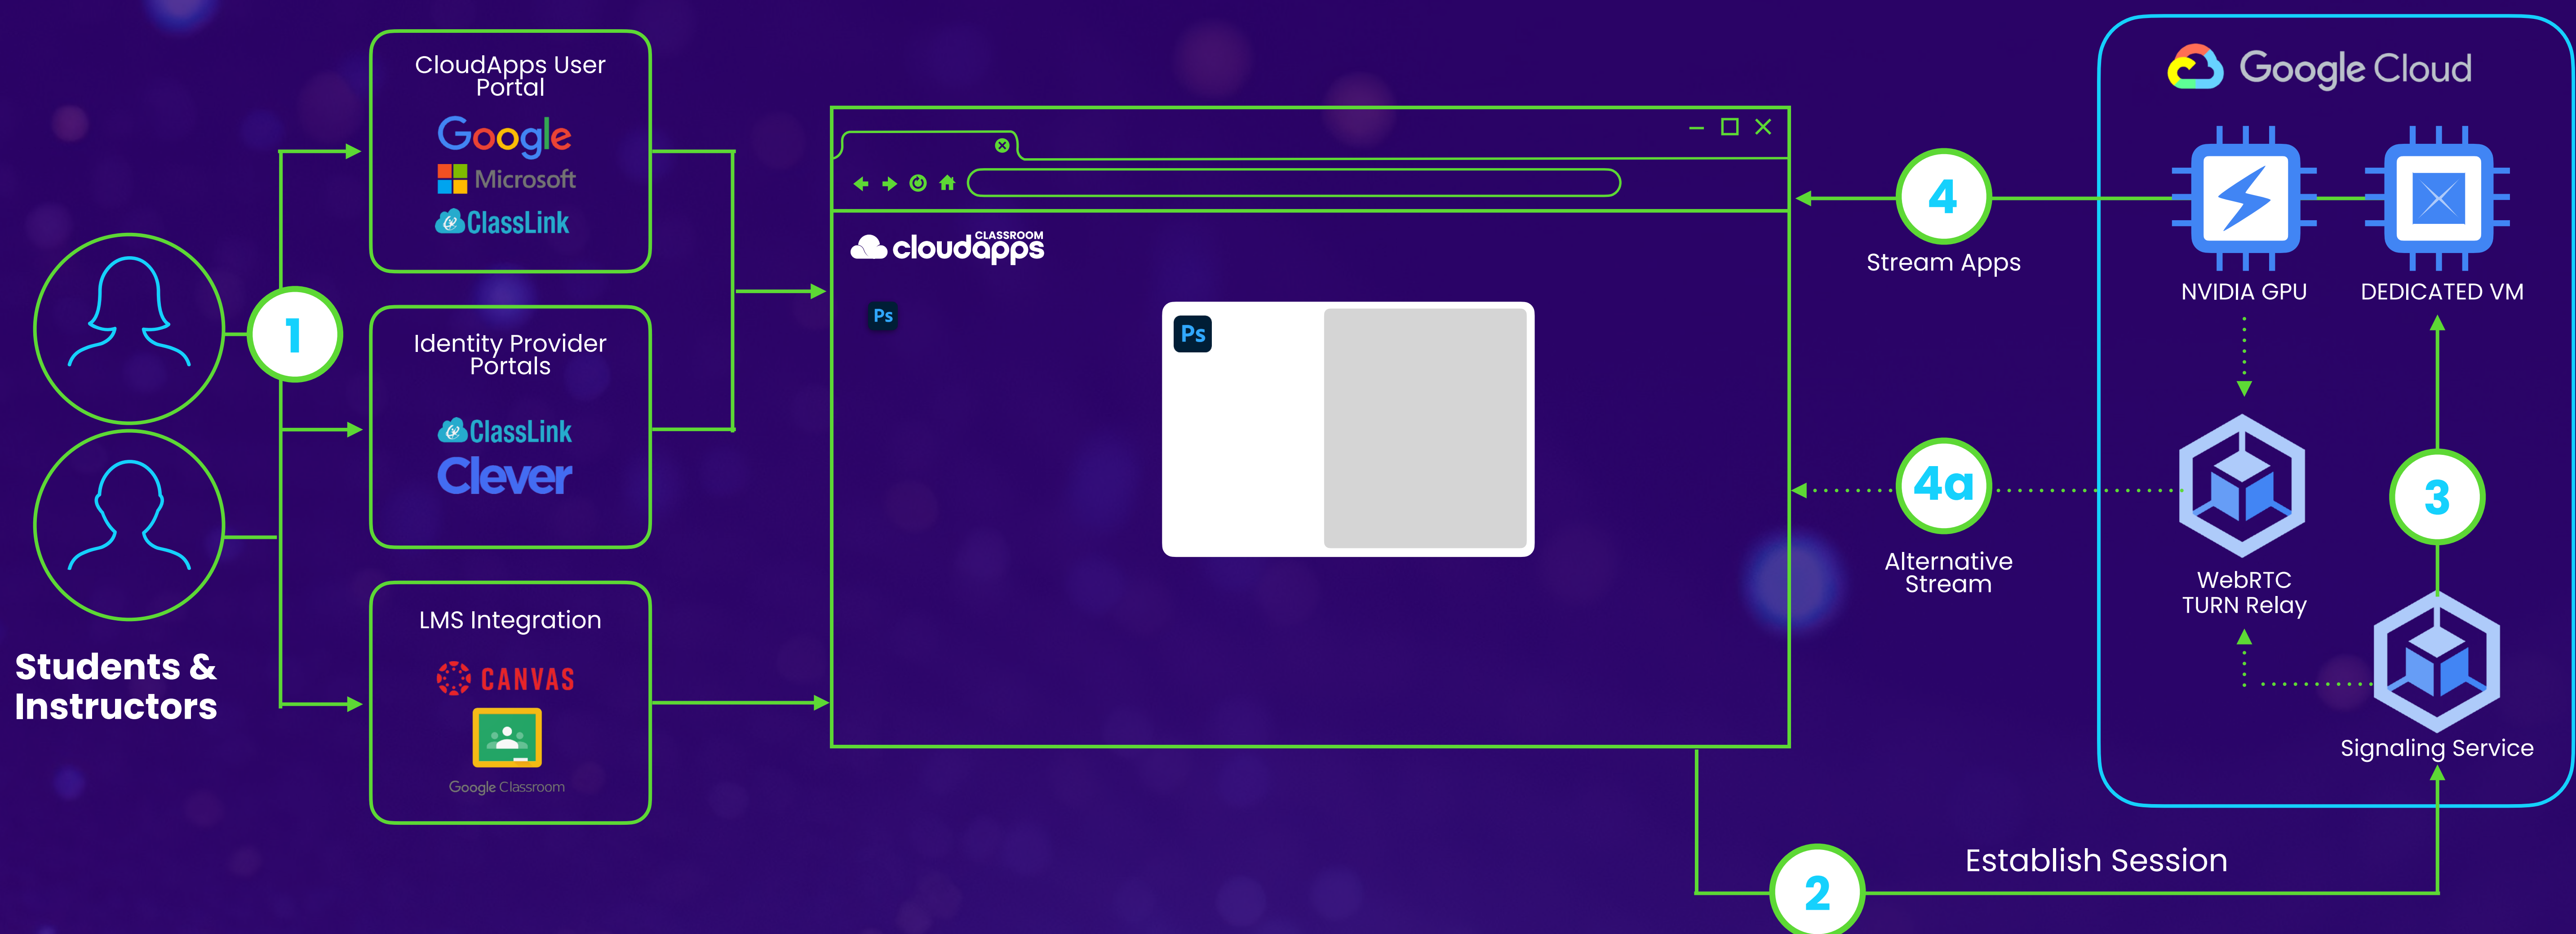 CloudApps User
Portal
Google
Microsoft
ClassLink
1
Identity Provider
Portals
ClassLink
Clever
LMS Integration
CANVAS
Google Classroom
Students &
Instructors
CLASSROOM
cloudapps
Ps
Ps
4
Stream Apps
4a
Alternative
Stream
2
Establish Session
Google Cloud
NVIDIA GPU
DEDICATED VM
WebRTC
TURN Relay
3
Signaling Service